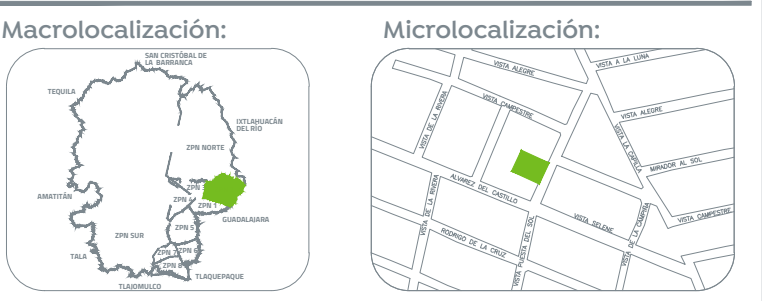 Macrolocalización:
SAN CRISTÓBAL DE
LA BARRANCA
TEQUILA
IXTLAHUACÁN
DEL RÍO
ZPN NORTE
ZPN 3
AMATITÁN
ZPN 4
ZPN 1
GUADALAJARA
ZPN 5
ZPN SUR
ZPN 7
ZPN 6
TALA
ZPN 8
TLAQUEPAQUE
TLAJOMULCO
Microlocalización:
VISTA ALEGRE
VISTA A LA LUNA
VISTA DE LA RIVERA
VISTA CAMPESTRE
VISTA ALEGRE
VISTA LA CAPILLA
MIRADOR AL SOL
ALVAREZ DEL CASTILLO
VISTA DE LA RIVERA
VISTA SELENE
VISTA DE LA CAMPIÑA
VISTA CAMPESTRE
RODRIGO DE LA CRUZ
VISTA PUESTA DEL SOL